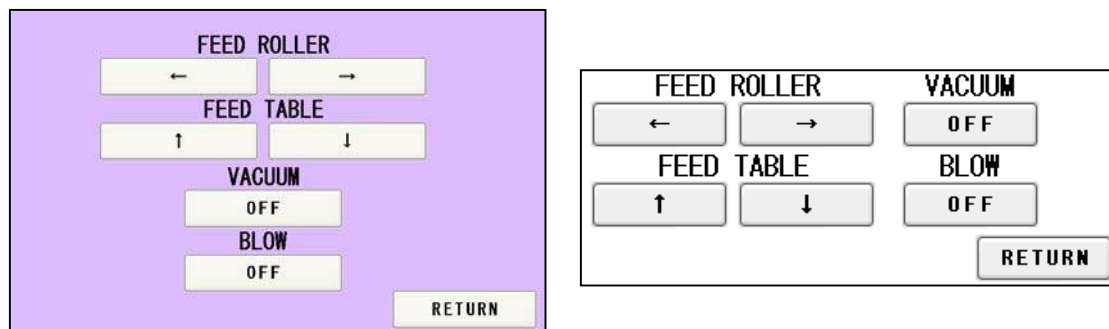 FEED ROLLER
← →
FEED TABLE
↑ ↓
VACUUM
OFF
BLOW
OFF
RETURN
FEED ROLLER VACUUM
← → OFF
FEED TABLE BLOW
↑ ↓ OFF
RETURN